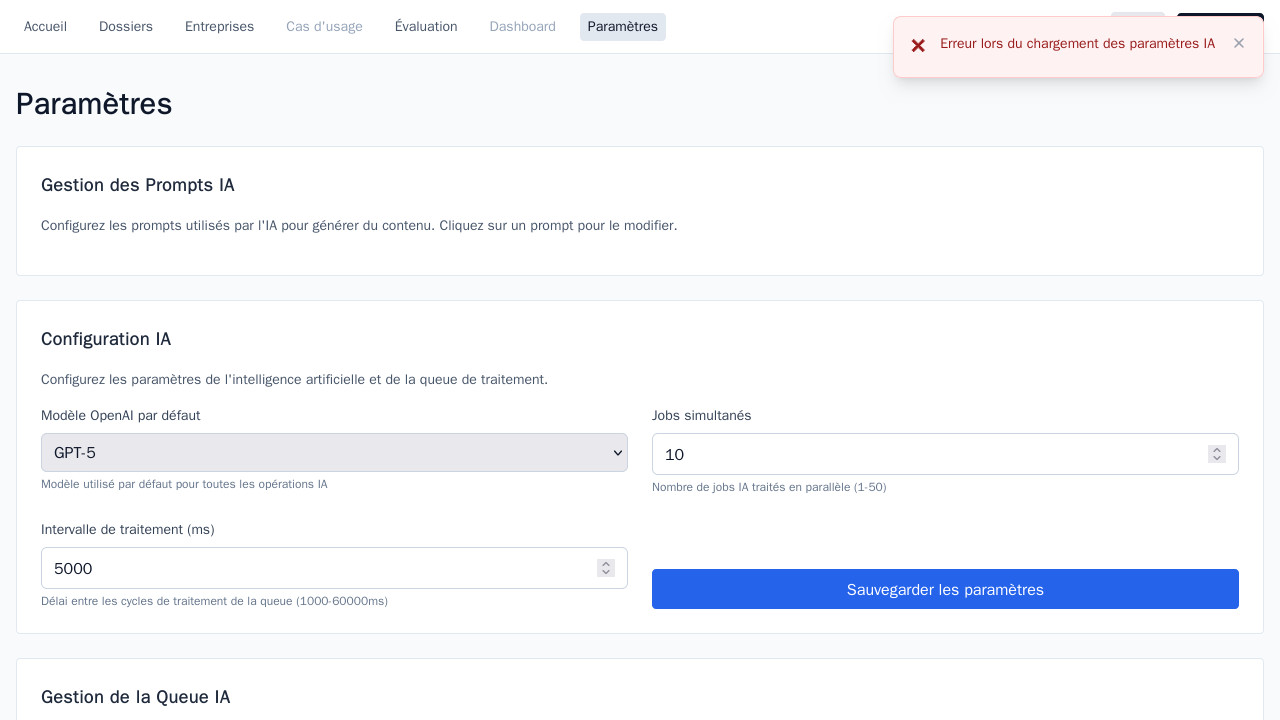 Accueil Dossiers Entreprises Cas d'usage Évaluation Dashboard Paramètres
Erreur lors du chargement des paramètres IA
Paramètres
Gestion des Prompts IA
Configurez les prompts utilisés par l'IA pour générer du contenu. Cliquez sur un prompt pour le modifier.
Configuration IA
Configurez les paramètres de l'intelligence artificielle et de la queue de traitement.
Modèle OpenAI par défaut
GPT-5
Modèle utilisé par défaut pour toutes les opérations IA
Jobs simultanés
10
Nombre de jobs IA traités en parallèle (1-50)
Intervalle de traitement (ms)
5000
Délai entre les cycles de traitement de la queue (1000-60000ms)
Sauvegarder les paramètres
Gestion de la Queue IA